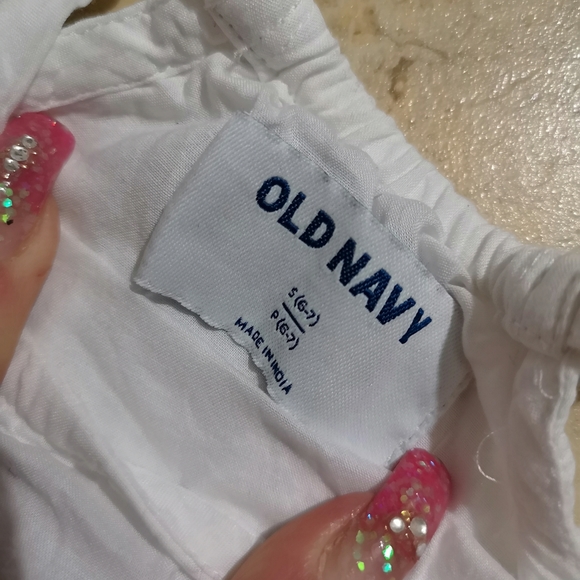 OLD NAVY
S(6-7)
P(6-7)
MADE IN INDIA